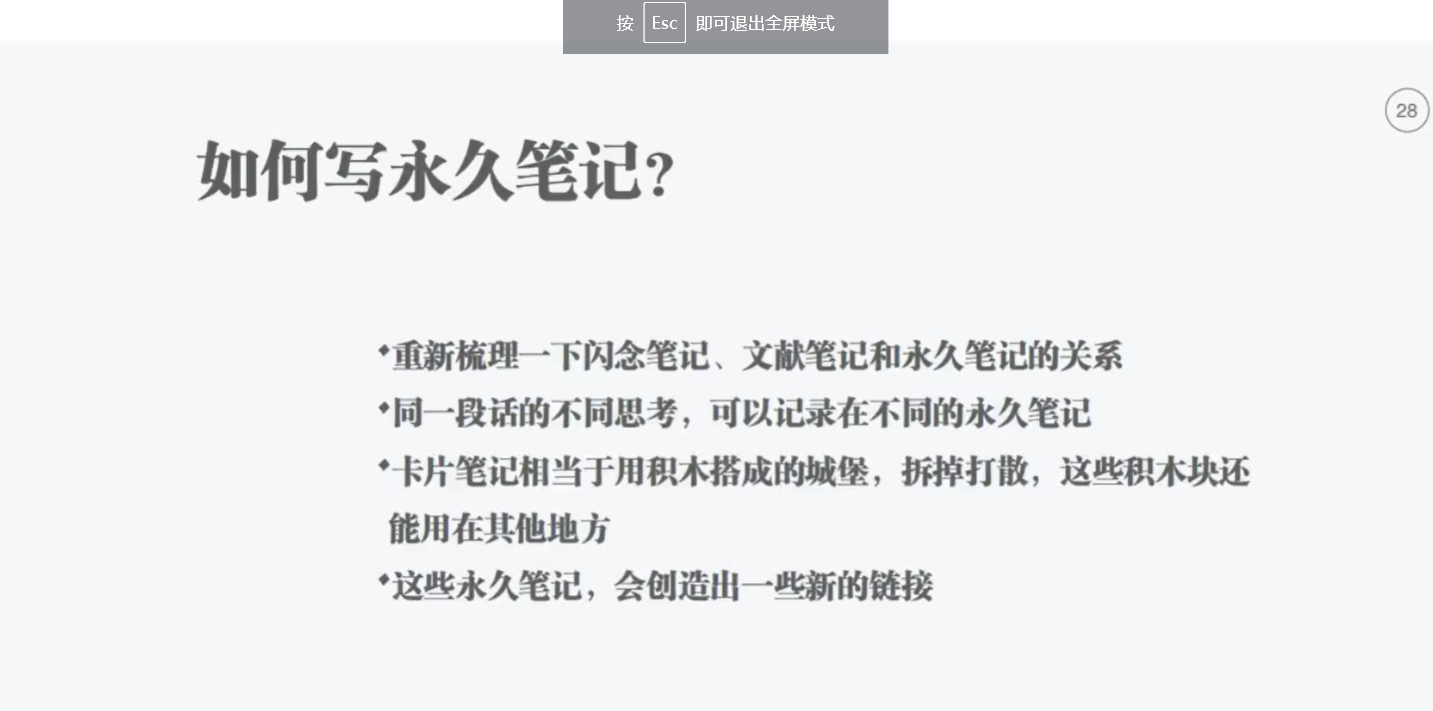 按 Esc 即可退出全屏模式
28
如何写永久笔记?
•重新梳理一下闪念笔记、文献笔记和永久笔记的关系
•同一段话的不同思考，可以记录在不同的永久笔记
•卡片笔记相当于用积木搭成的城堡，拆掉打散，这些积木块还
能用在其他地方
•这些永久笔记，会创造出一些新的链接